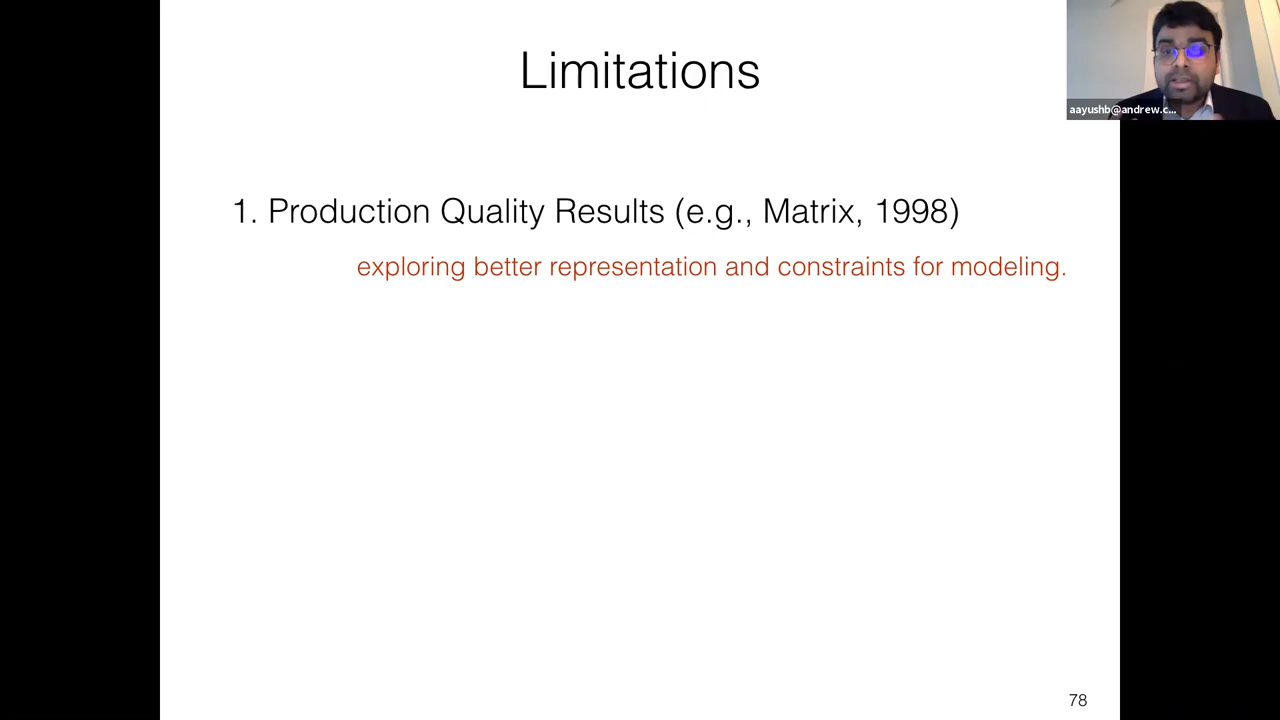 Limitations
aayushb@andrew.c...
1. Production Quality Results (e.g., Matrix, 1998)
exploring better representation and constraints for modeling.
78